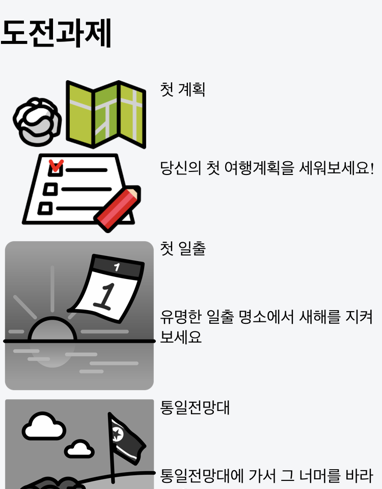 도전과제
첫 계획
당신의 첫 여행계획을 세워보세요!
첫 일출
1
1
유명한 일출 명소에서 새해를 지켜
보세요
통일전망대
통일전망대에 가서 그 너머를 바라